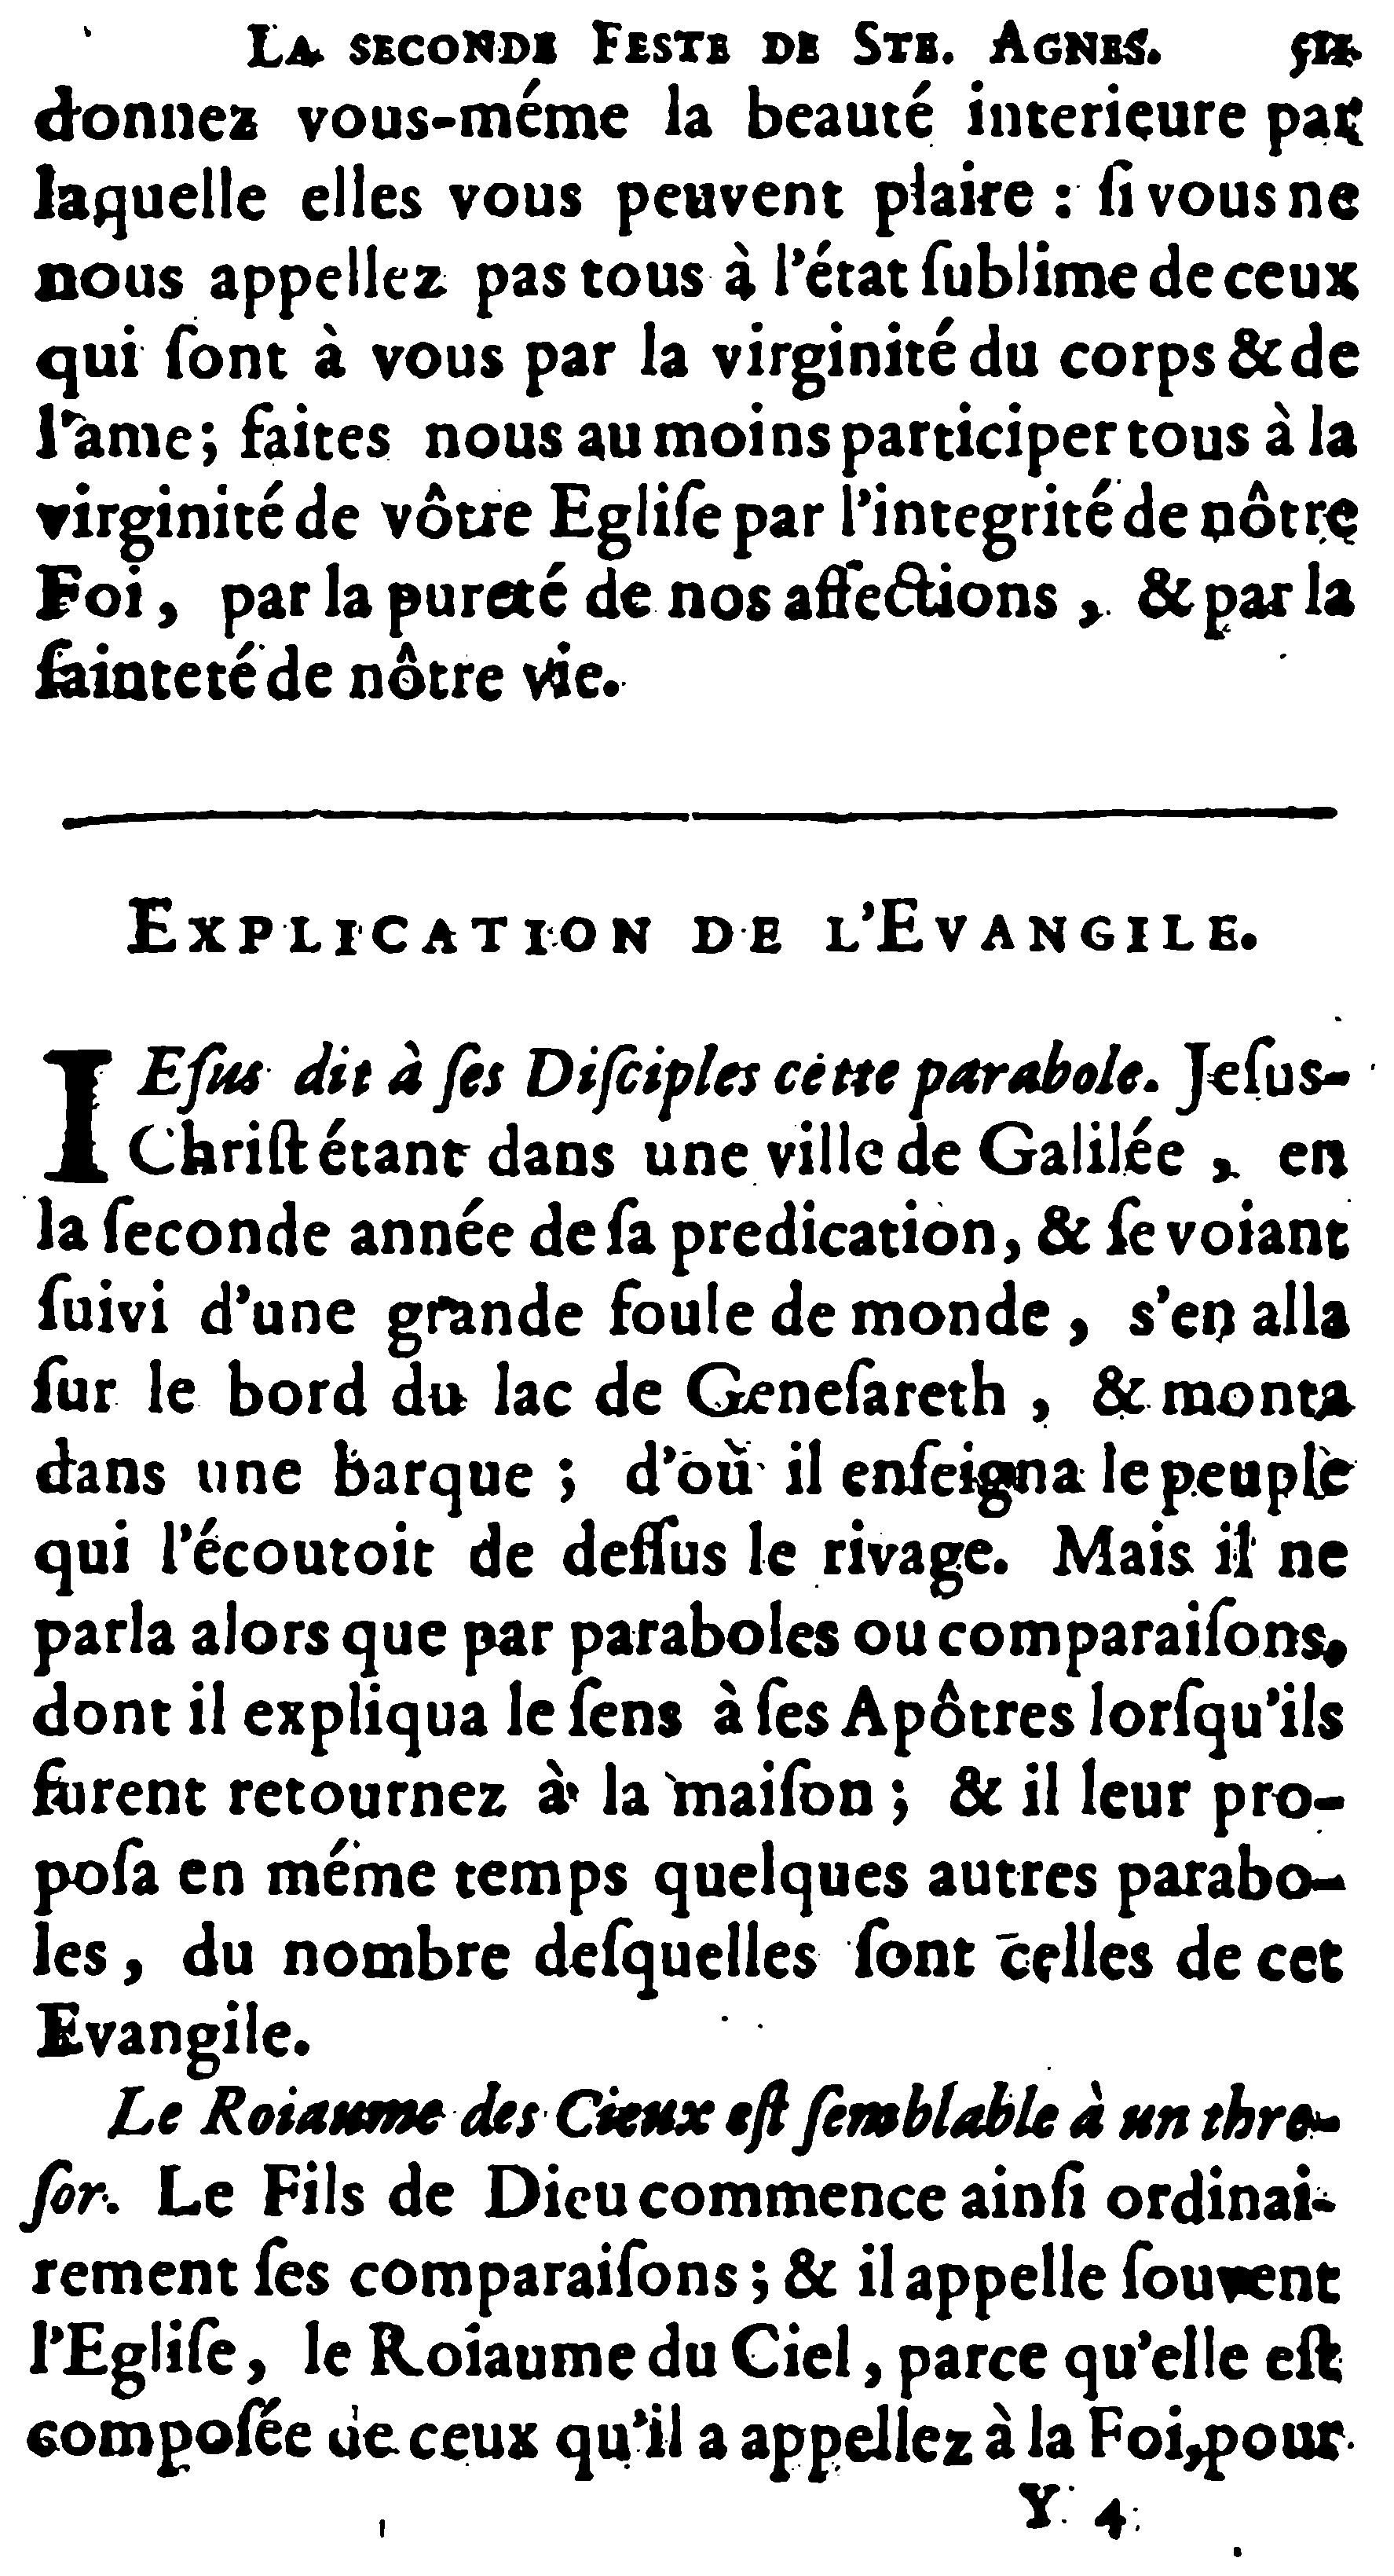 LA SECONDE FESTE DE STE. AGNES.
donnez vous-méme la beauté interieure par
laquelle elles vous peuvent plaire : ſi vous ne
nous appellez pas tous à l'état ſublime de ceux
qui ſont à vous par la virginité du corps & de
l'ame; faites nous au moins participer tous à la
virginité de vôtre Egliſe par l'integrité de nôtre
Foi, par la pureté de nos affections, & par la
ſainteté de nôtre vie.
EXPLICATION DE L'EVANGILE.
IEſus dit à ſes Diſciples cette parabole. Jeſus-
Chriſt étant dans une ville de Galilée, en
la ſeconde année de ſa predication, & ſe voiant
ſuivi d'une grande foule de monde, s'en alla
ſur le bord du lac de Geneſareth, & monta
dans une barque ; d'où il enſeigna le peuple
qui l'écoutoit de deſſus le rivage. Mais il ne
parla alors que par paraboles ou comparaiſons,
dont il expliqua le ſens à ſes Apôtres lorſqu'ils
furent retournez à la maiſon ; & il leur pro-
poſa en méme temps quelques autres parabo-
les, du nombre deſquelles ſont celles de cet
Evangile.
Le Roiaume des Cieux eſt ſemblable à un thre-
ſor. Le Fils de Dieu commence ainſi ordinai-
rement ſes comparaiſons ; & il appelle ſouvent
l'Egliſe, le Roiaume du Ciel, parce qu'elle eſt
compoſée de ceux qu'il a appellez à la Foi, pour
Y 4